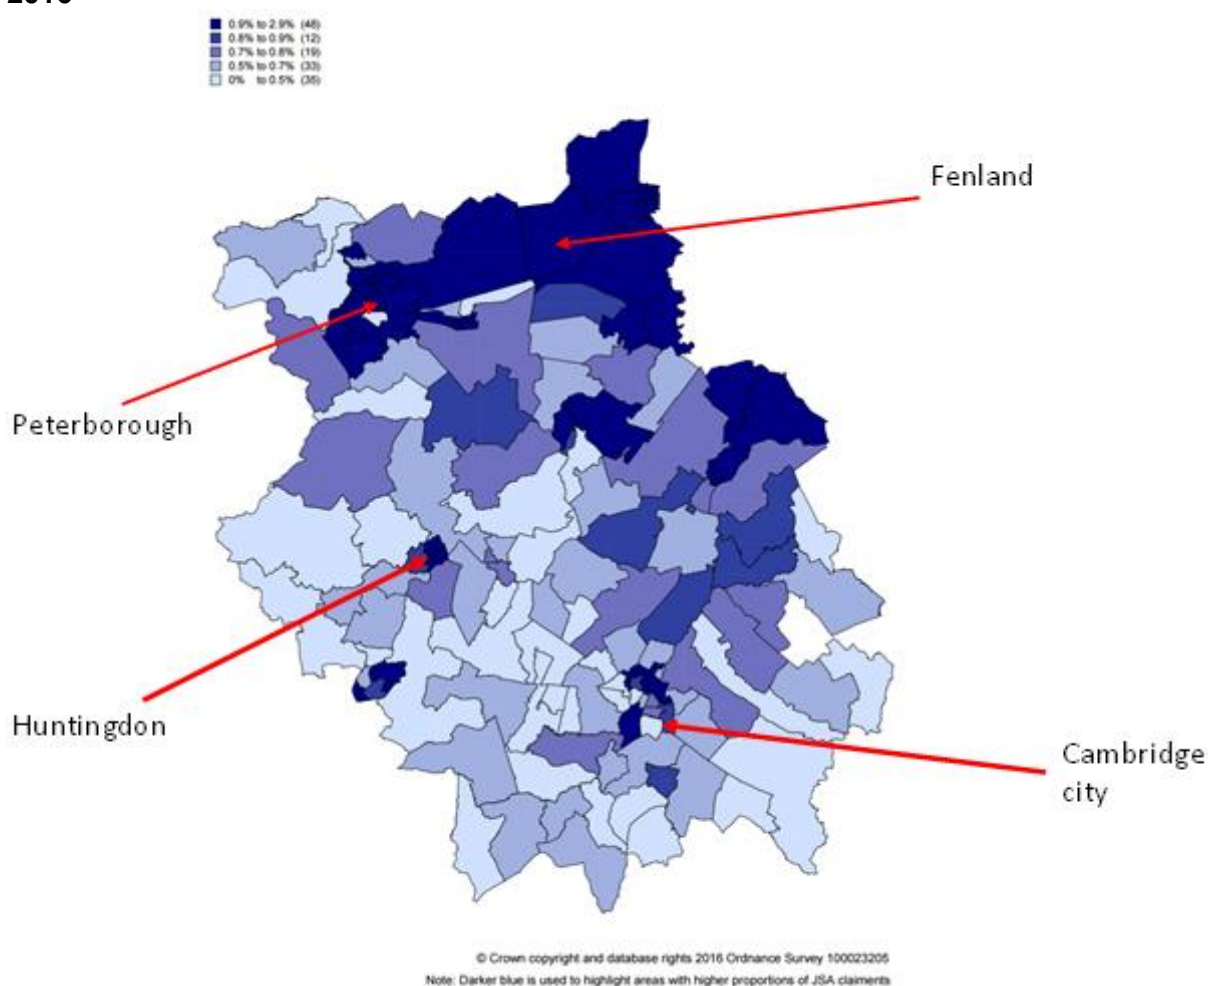 2016
0.9% to 2.9% (48)
0.8% to 0.9% (12)
0.7% to 0.8% (19)
0.5% to 0.7% (33)
0% to 0.5% (35)
Fenland
Peterborough
Huntingdon
Cambridge
city
© Crown copyright and database rights 2016 Ordnance Survey 100023205
Note: Darker blue is used to highlight areas with higher proportions of JSA claiments